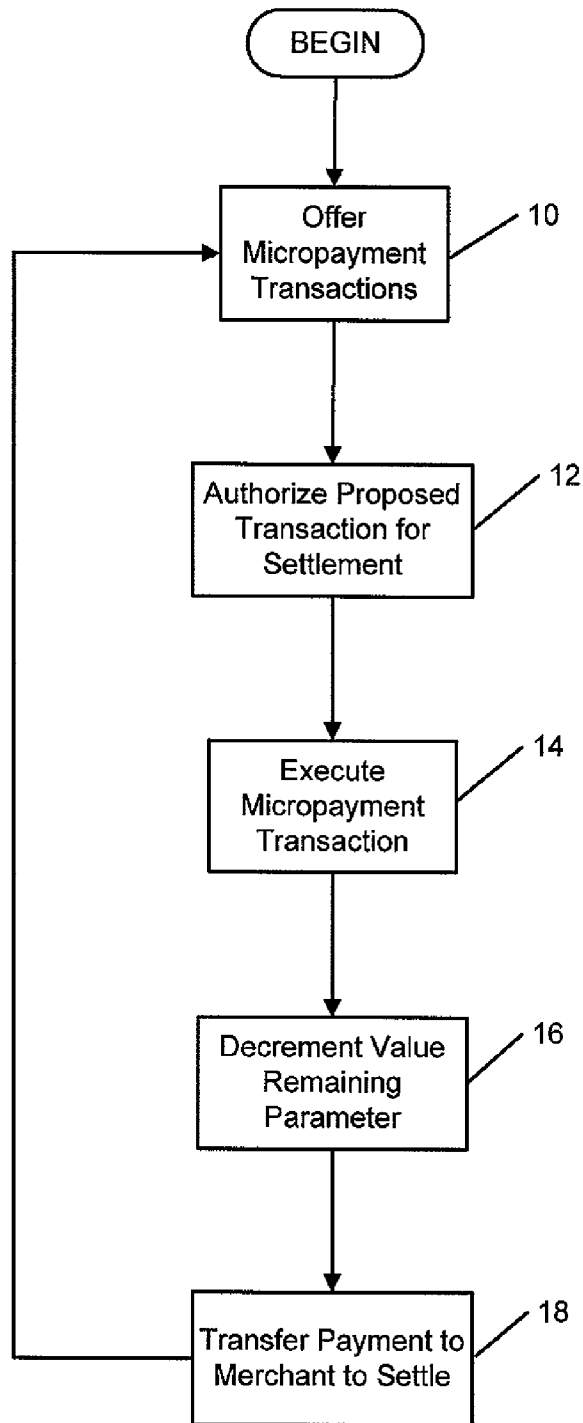 BEGIN
Offer
Micropayment
Transactions
10
Authorize Proposed
Transaction for
Settlement
12
Execute
Micropayment
Transaction
14
Decrement Value
Remaining
Parameter
16
Transfer Payment to
Merchant to Settle
18